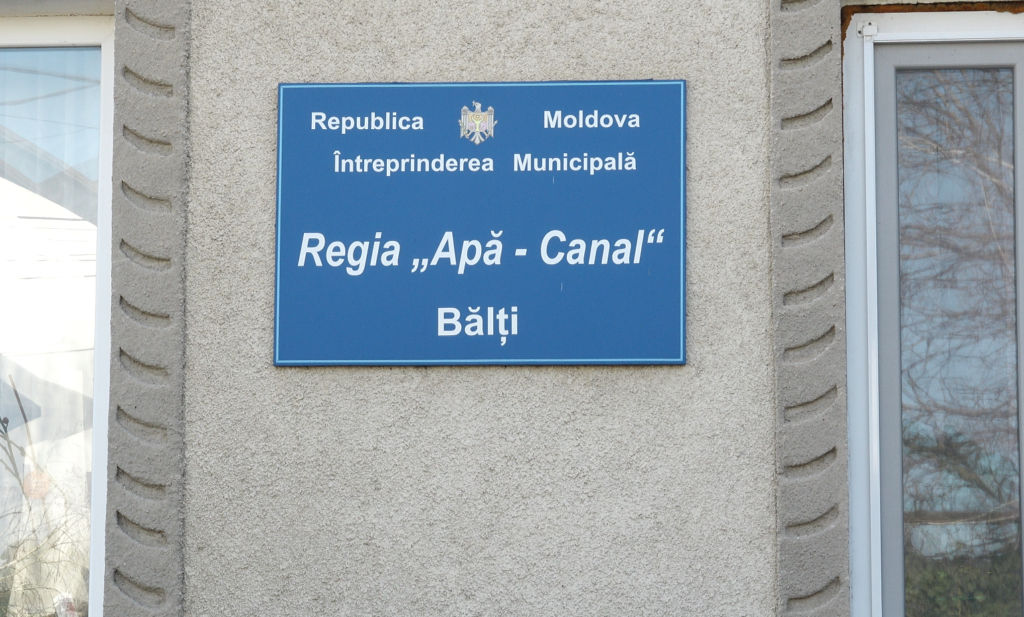 Republica Moldova
Întreprinderea Municipală
Regia „Apă - Canal“
Bălți